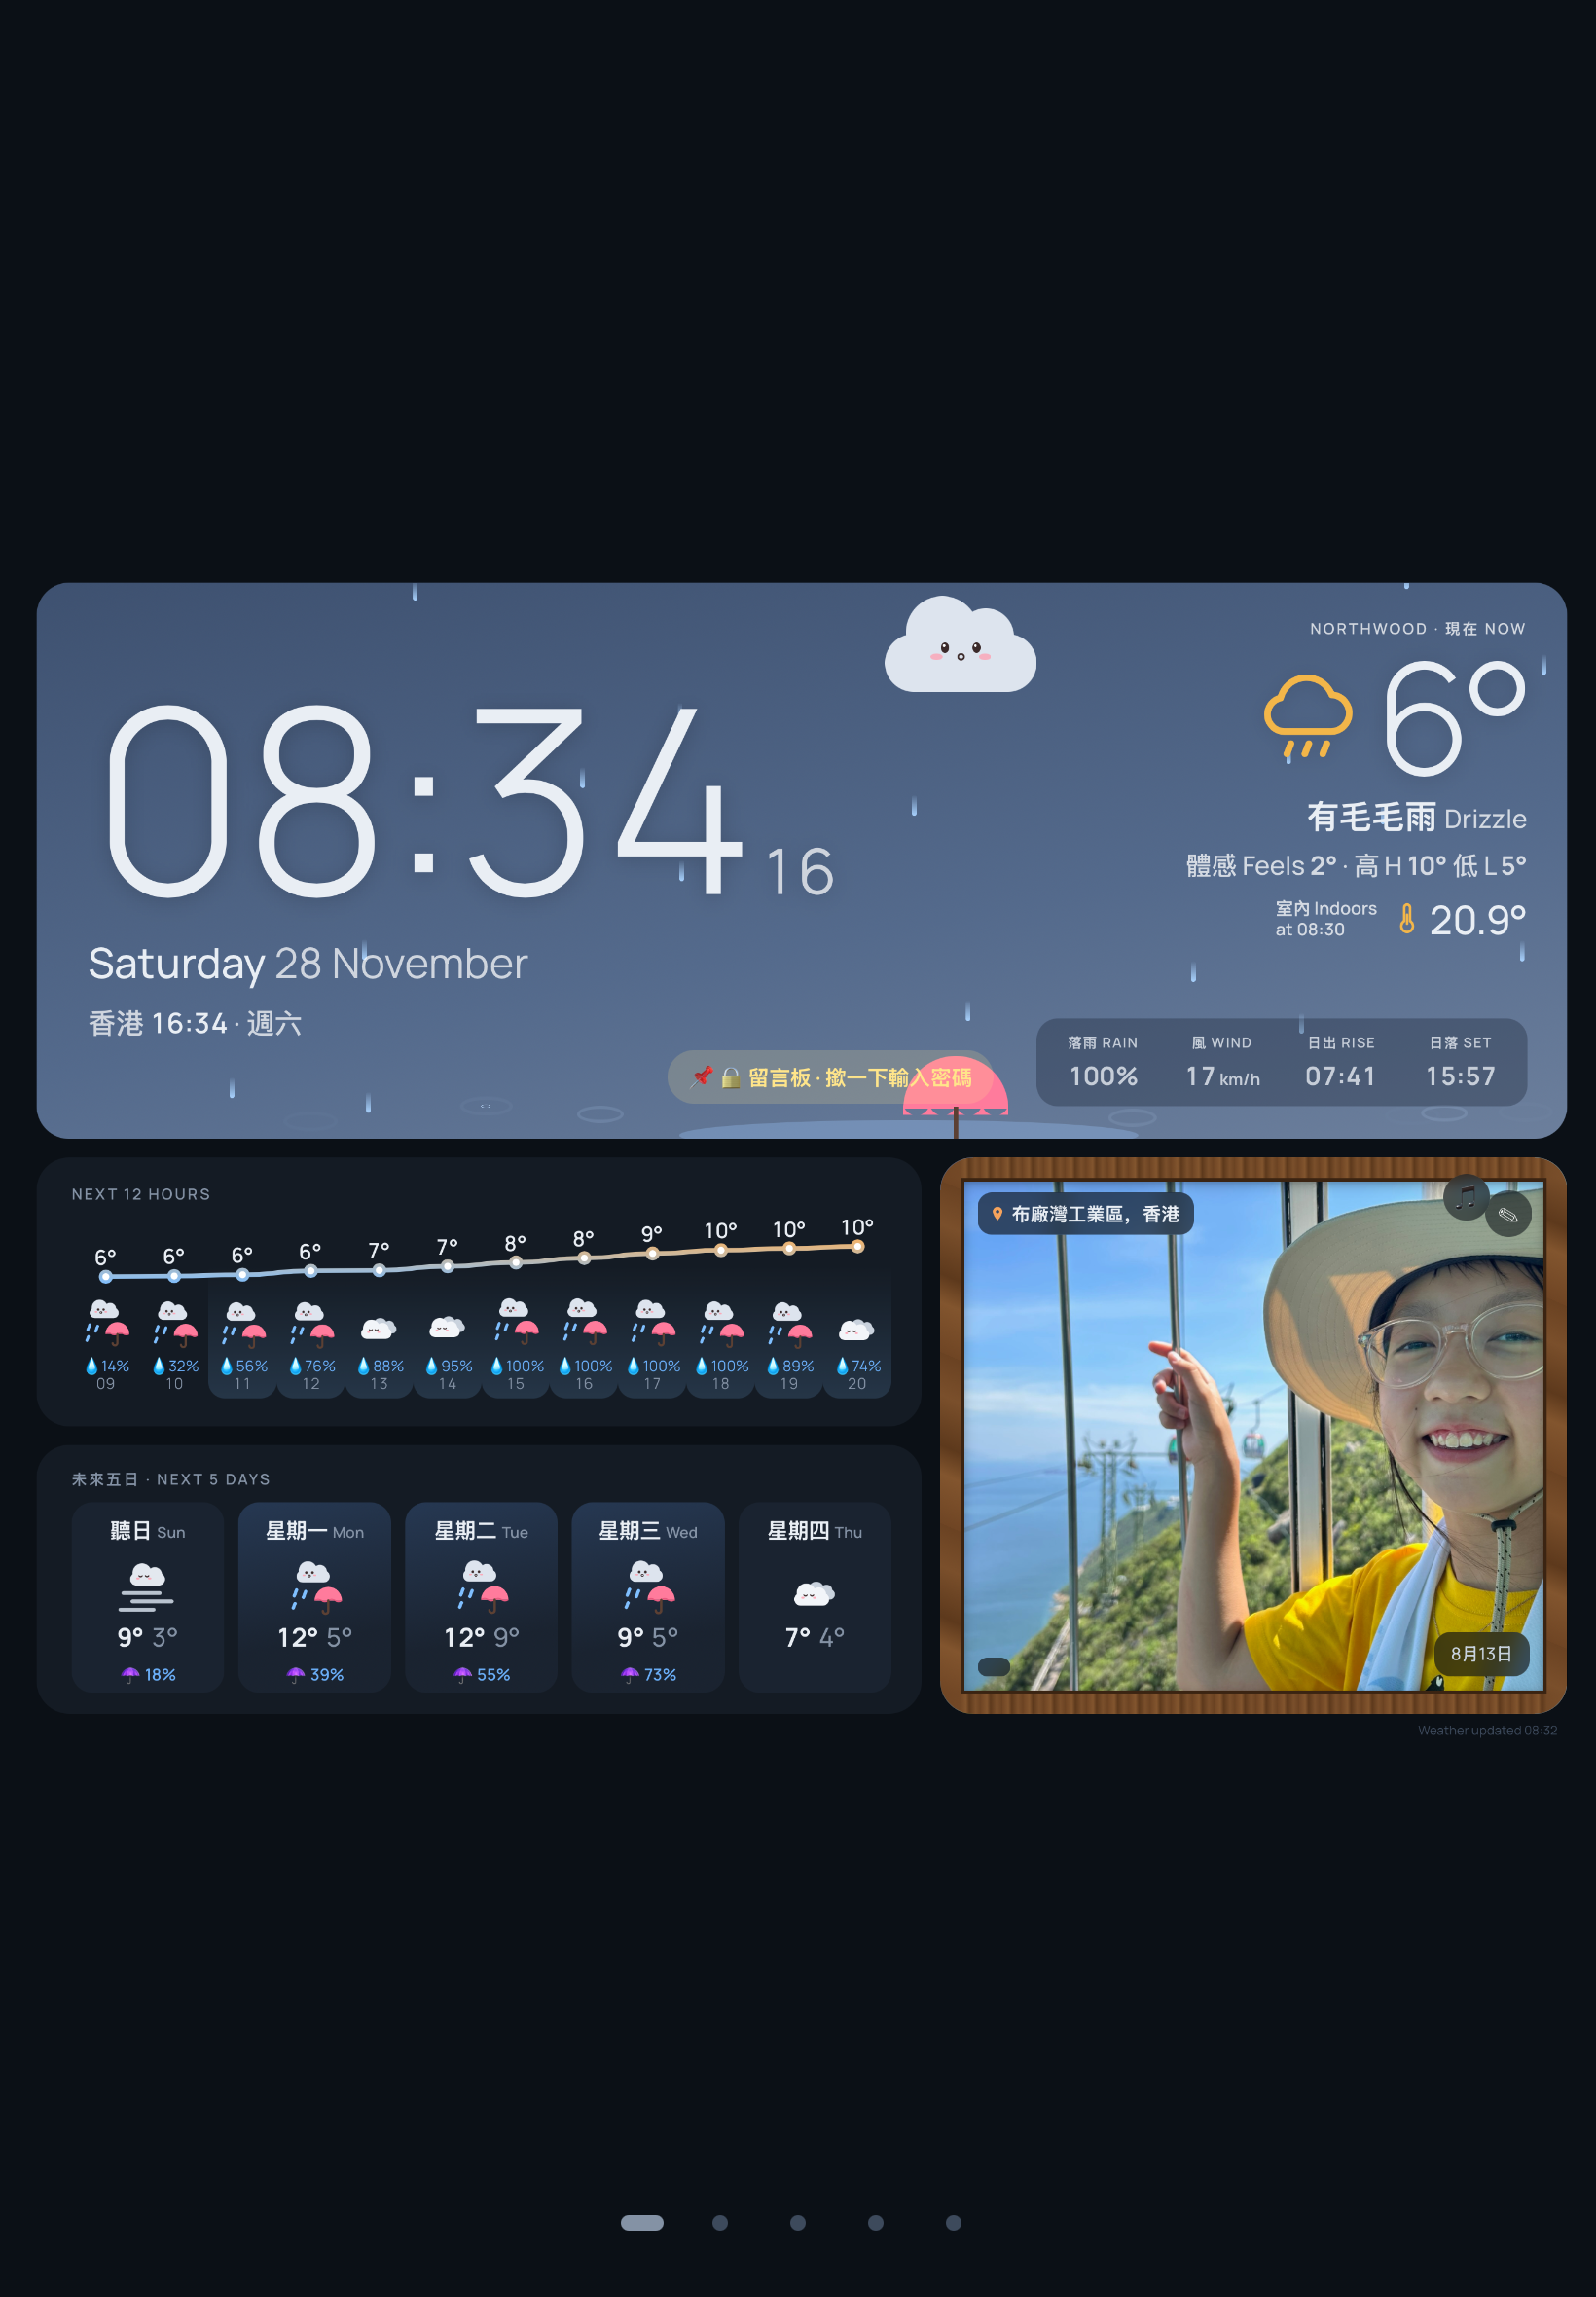 NORTHWOOD · 現在 NOW
08:34 16
6°
有毛毛雨 Drizzle
體感 Feels 2° · 高 H 10° 低 L 5°
室內 Indoors
at 08:30
20.9°
Saturday 28 November
香港 16:34 · 週六
留言板 · 撳一下輸入密碼
落雨 RAIN 風 WIND 日出 RISE 日落 SET
100% 17 km/h 07:41 15:57
NEXT 12 HOURS
6° 6° 6° 6° 7° 7° 8° 8° 9° 10° 10° 10°
14% 32% 56% 76% 88% 95% 100% 100% 100% 100% 89% 74%
09 10 11 12 13 14 15 16 17 18 19 20
未來五日 · NEXT 5 DAYS
聽日 Sun 星期一 Mon 星期二 Tue 星期三 Wed 星期四 Thu
9° 3° 12° 5° 12° 9° 9° 5° 7° 4°
18% 39% 55% 73%
布廠灣工業區，香港
8月13日
Weather updated 08:32